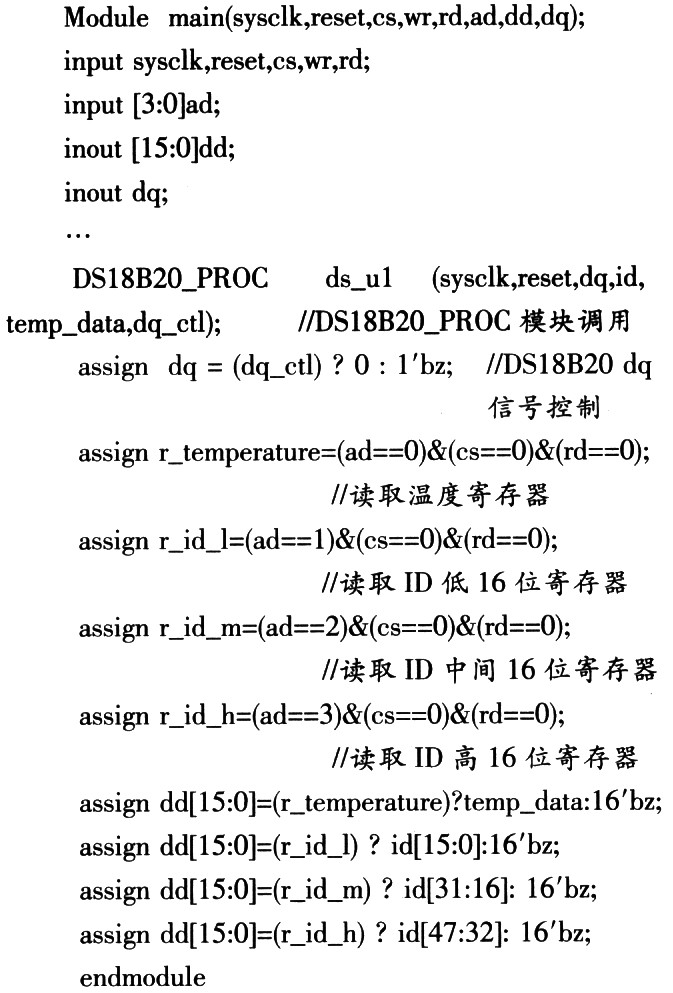 Module main(sysclk,reset,cs,wr,rd,ad,dd,dq);
input sysclk,reset,cs,wr,rd;
input [3:0]ad;
inout [15:0]dd;
inout dq;
…
DS18B20_PROC ds_u1 (sysclk,reset,dq,id,
temp_data,dq_ctl); //DS18B20_PROC 模块调用
assign dq = (dq_ctl) ? 0 : 1′bz; //DS18B20 dq
信号控制
assign r_temperature=(ad==0)&(cs==0)&(rd==0);
//读取温度寄存器
assign r_id_l=(ad==1)&(cs==0)&(rd==0);
//读取 ID 低 16 位寄存器
assign r_id_m=(ad==2)&(cs==0)&(rd==0);
//读取 ID 中间 16 位寄存器
assign r_id_h=(ad==3)&(cs==0)&(rd==0);
//读取 ID 高 16 位寄存器
assign dd[15:0]=(r_temperature)?temp_data:16′bz;
assign dd[15:0]=(r_id_l) ? id[15:0]:16′bz;
assign dd[15:0]=(r_id_m) ? id[31:16]: 16′bz;
assign dd[15:0]=(r_id_h) ? id[47:32]: 16′bz;
endmodule